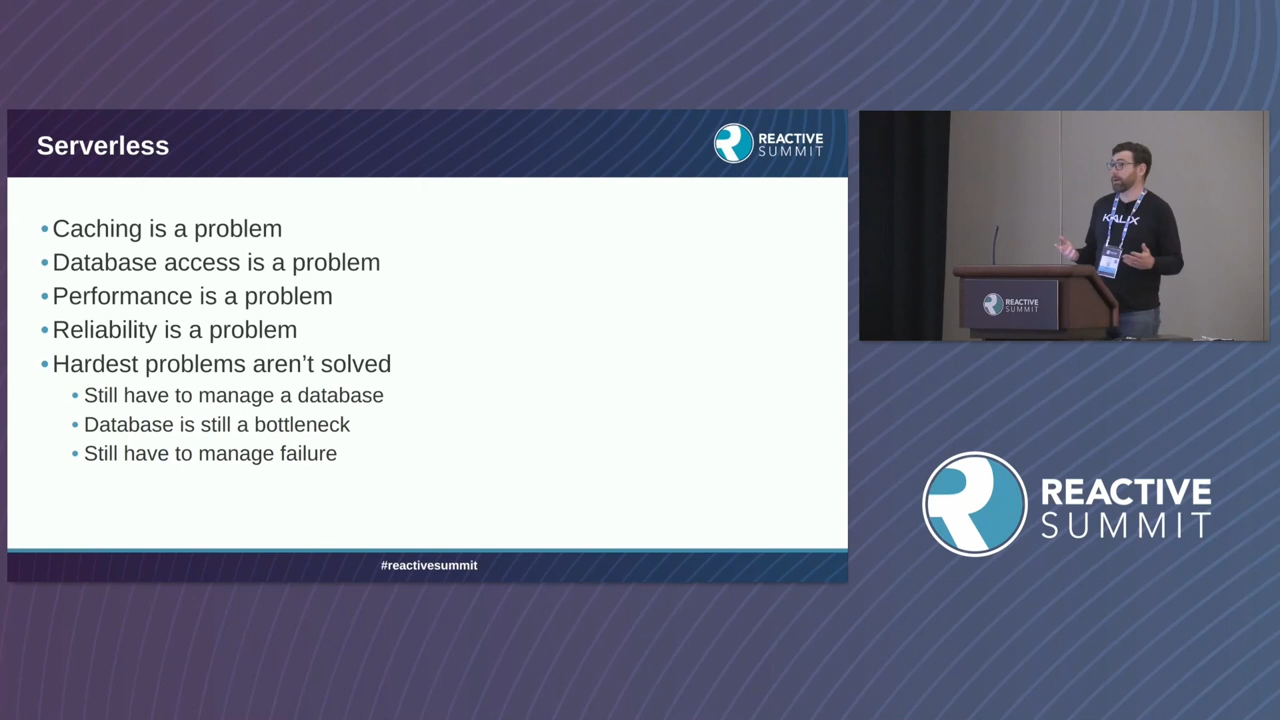 Serverless
REACTIVE
SUMMIT
•Caching is a problem
•Database access is a problem
•Performance is a problem
•Reliability is a problem
•Hardest problems aren’t solved
• Still have to manage a database
• Database is still a bottleneck
• Still have to manage failure
#reactivesummit
KALIX
REACTIVE
SUMMIT
REACTIVE
SUMMIT